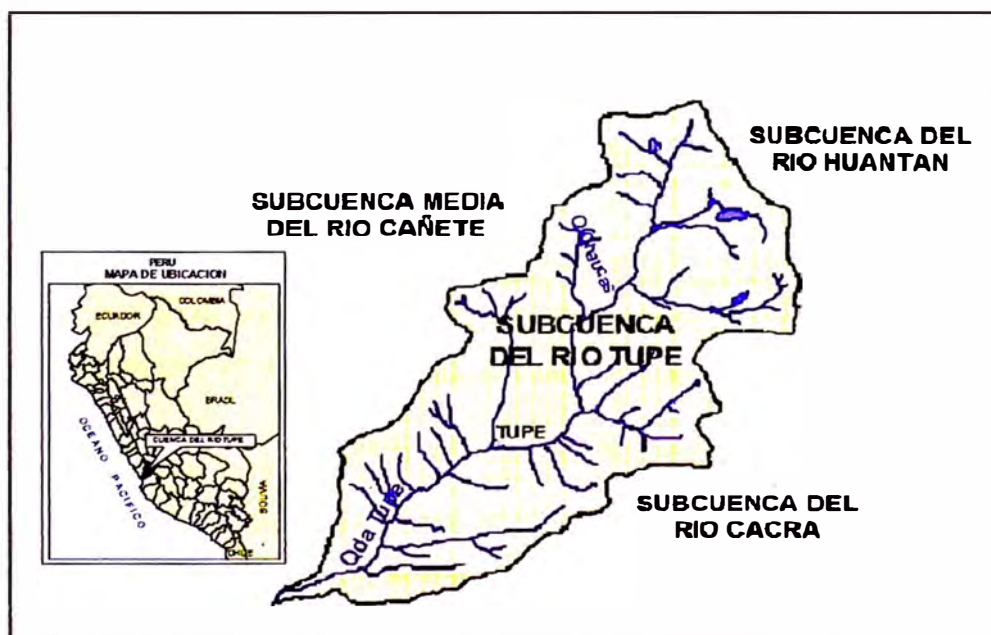 SUBCUENCA DEL
RIO HUANTAN
SUBCUENCA MEDIA
DEL RIO CAÑETE
PERU
MAPA DE UBICACION
COLOMBIA
ECUADOR
BRASIL
OCEANO PACIFICO
CUENCA DEL RIO TUPE
BOLIVIA
CHILE
SUBCUENCA
DEL RIO TUPE
TUPE
Qda Tupe
SUBCUENCA DEL
RIO CACRA